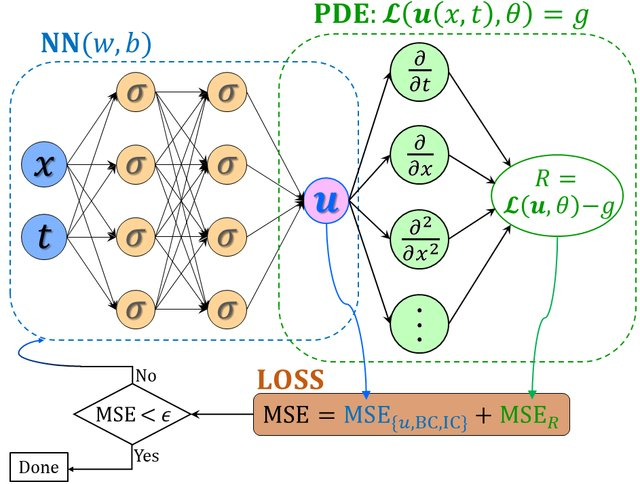 PDE: 𝓛(u(x, t), θ) = g
NN(w, b)
x
t
σ
σ
σ
σ
σ
σ
σ
σ
u
∂/∂t
∂/∂x
∂²/∂x²
⋮
R =
𝓛(u, θ)−g
LOSS
MSE = MSE{u,BC,IC} + MSE_R
No
MSE < ϵ
Yes
Done